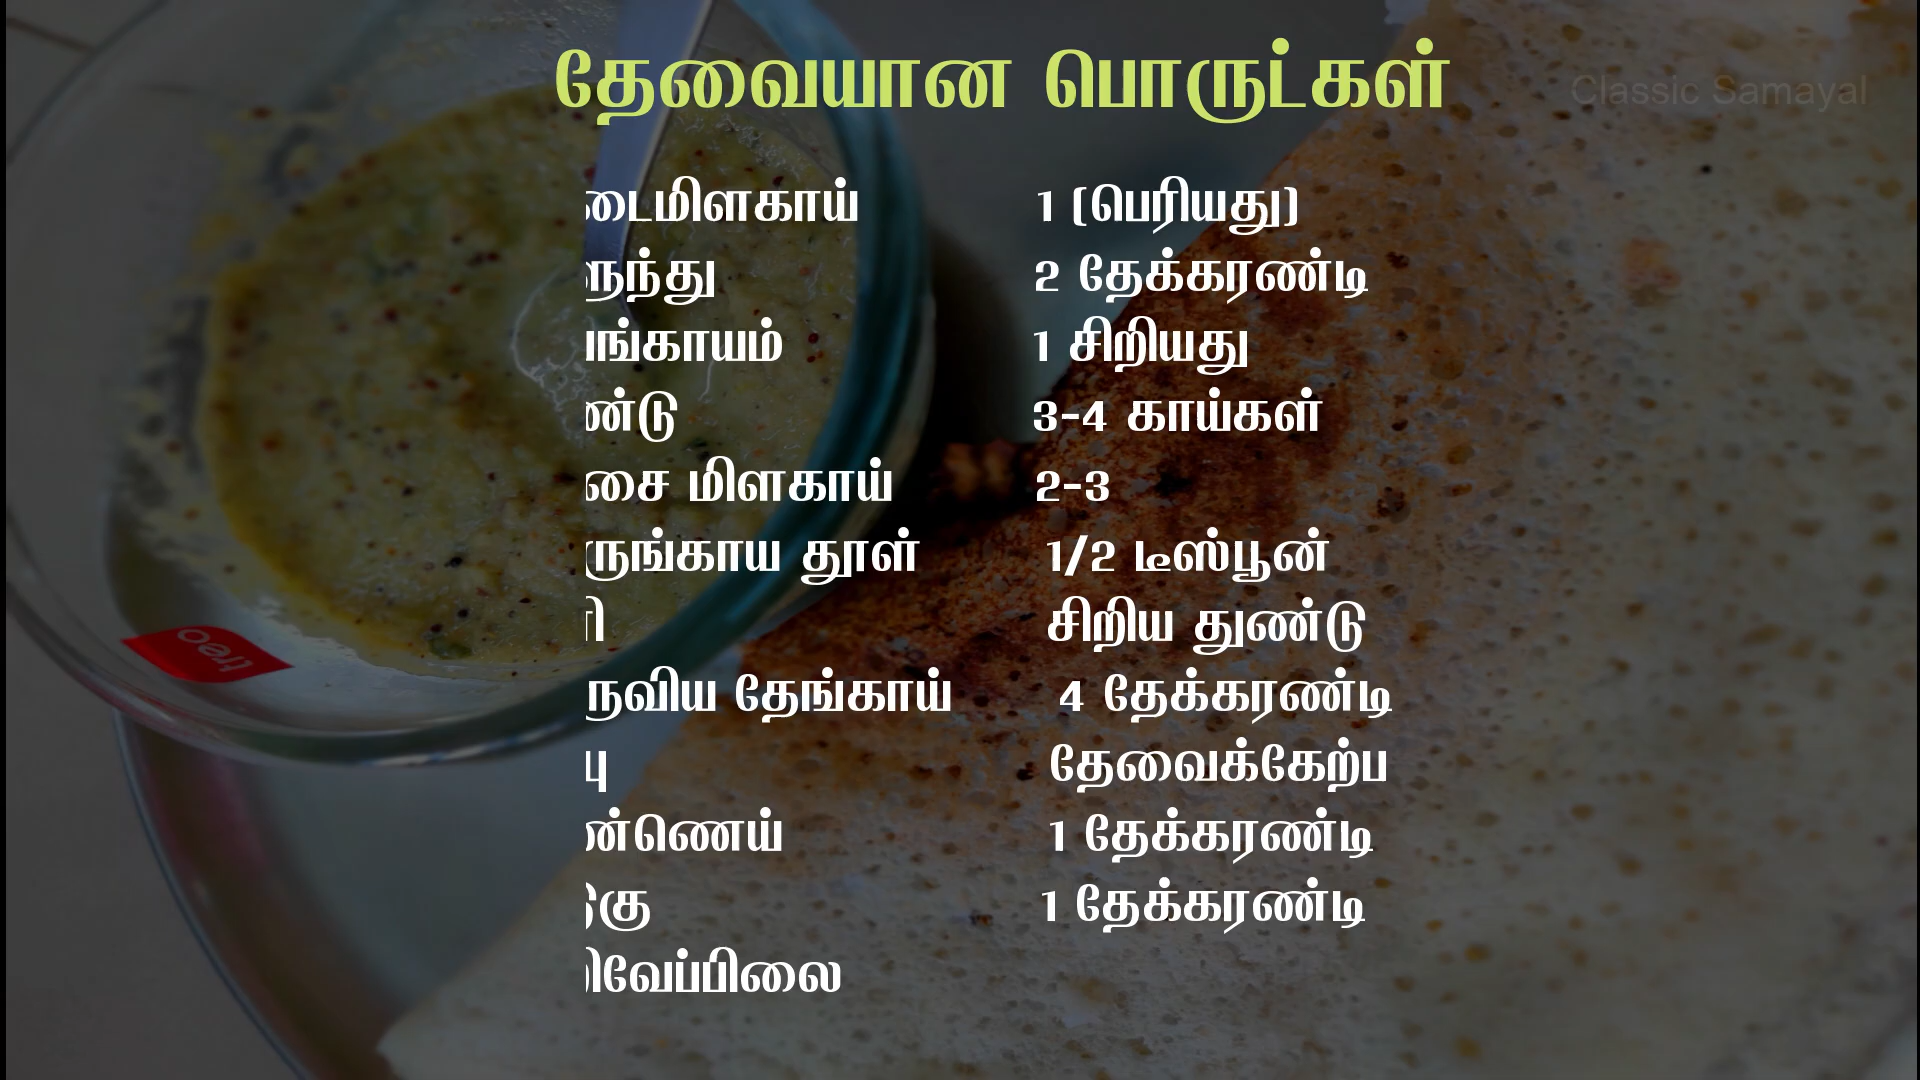 தேவையான பொருட்கள்
Classic Samayal
டைமிளகாய் 1 (பெரியது)
ளுந்து 2 தேக்கரண்டி
ங்காயம் 1 சிறியது
ண்டு 3-4 காய்கள்
சை மிளகாய் 2-3
ருங்காய தூள் 1/2 டீஸ்பூன்
சிறிய துண்டு
ருவிய தேங்காய் 4 தேக்கரண்டி
பு தேவைக்கேற்ப
ண்ணெய் 1 தேக்கரண்டி
கு 1 தேக்கரண்டி
வேப்பிலை
treo